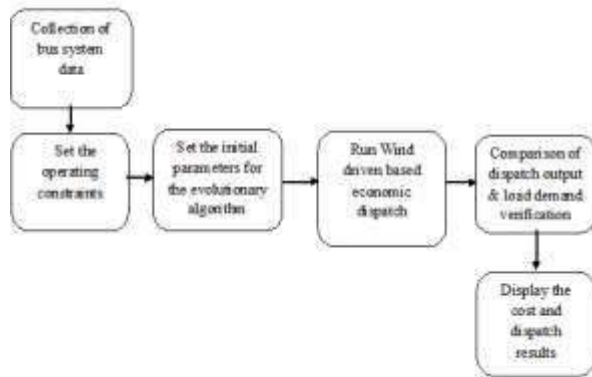 Collection of
bus system
data
Set the
operating
constraints
Set the initial
parameters for
the evolutionary
algorithm
Run Wind
driven based
economic
dispatch
Comparison of
dispatch output
& load demand
verification
Display the
cost and
dispatch
results